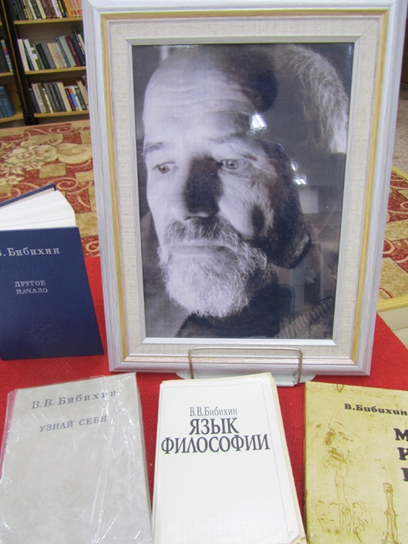 В. Бибихин
ДРУГОЕ
НАЧАЛО
В.В. Бибихин
УЗНАЙ СЕБЯ
В.В. Бибихин
ЯЗЫК
ФИЛОСОФИИ
В. Бибихин